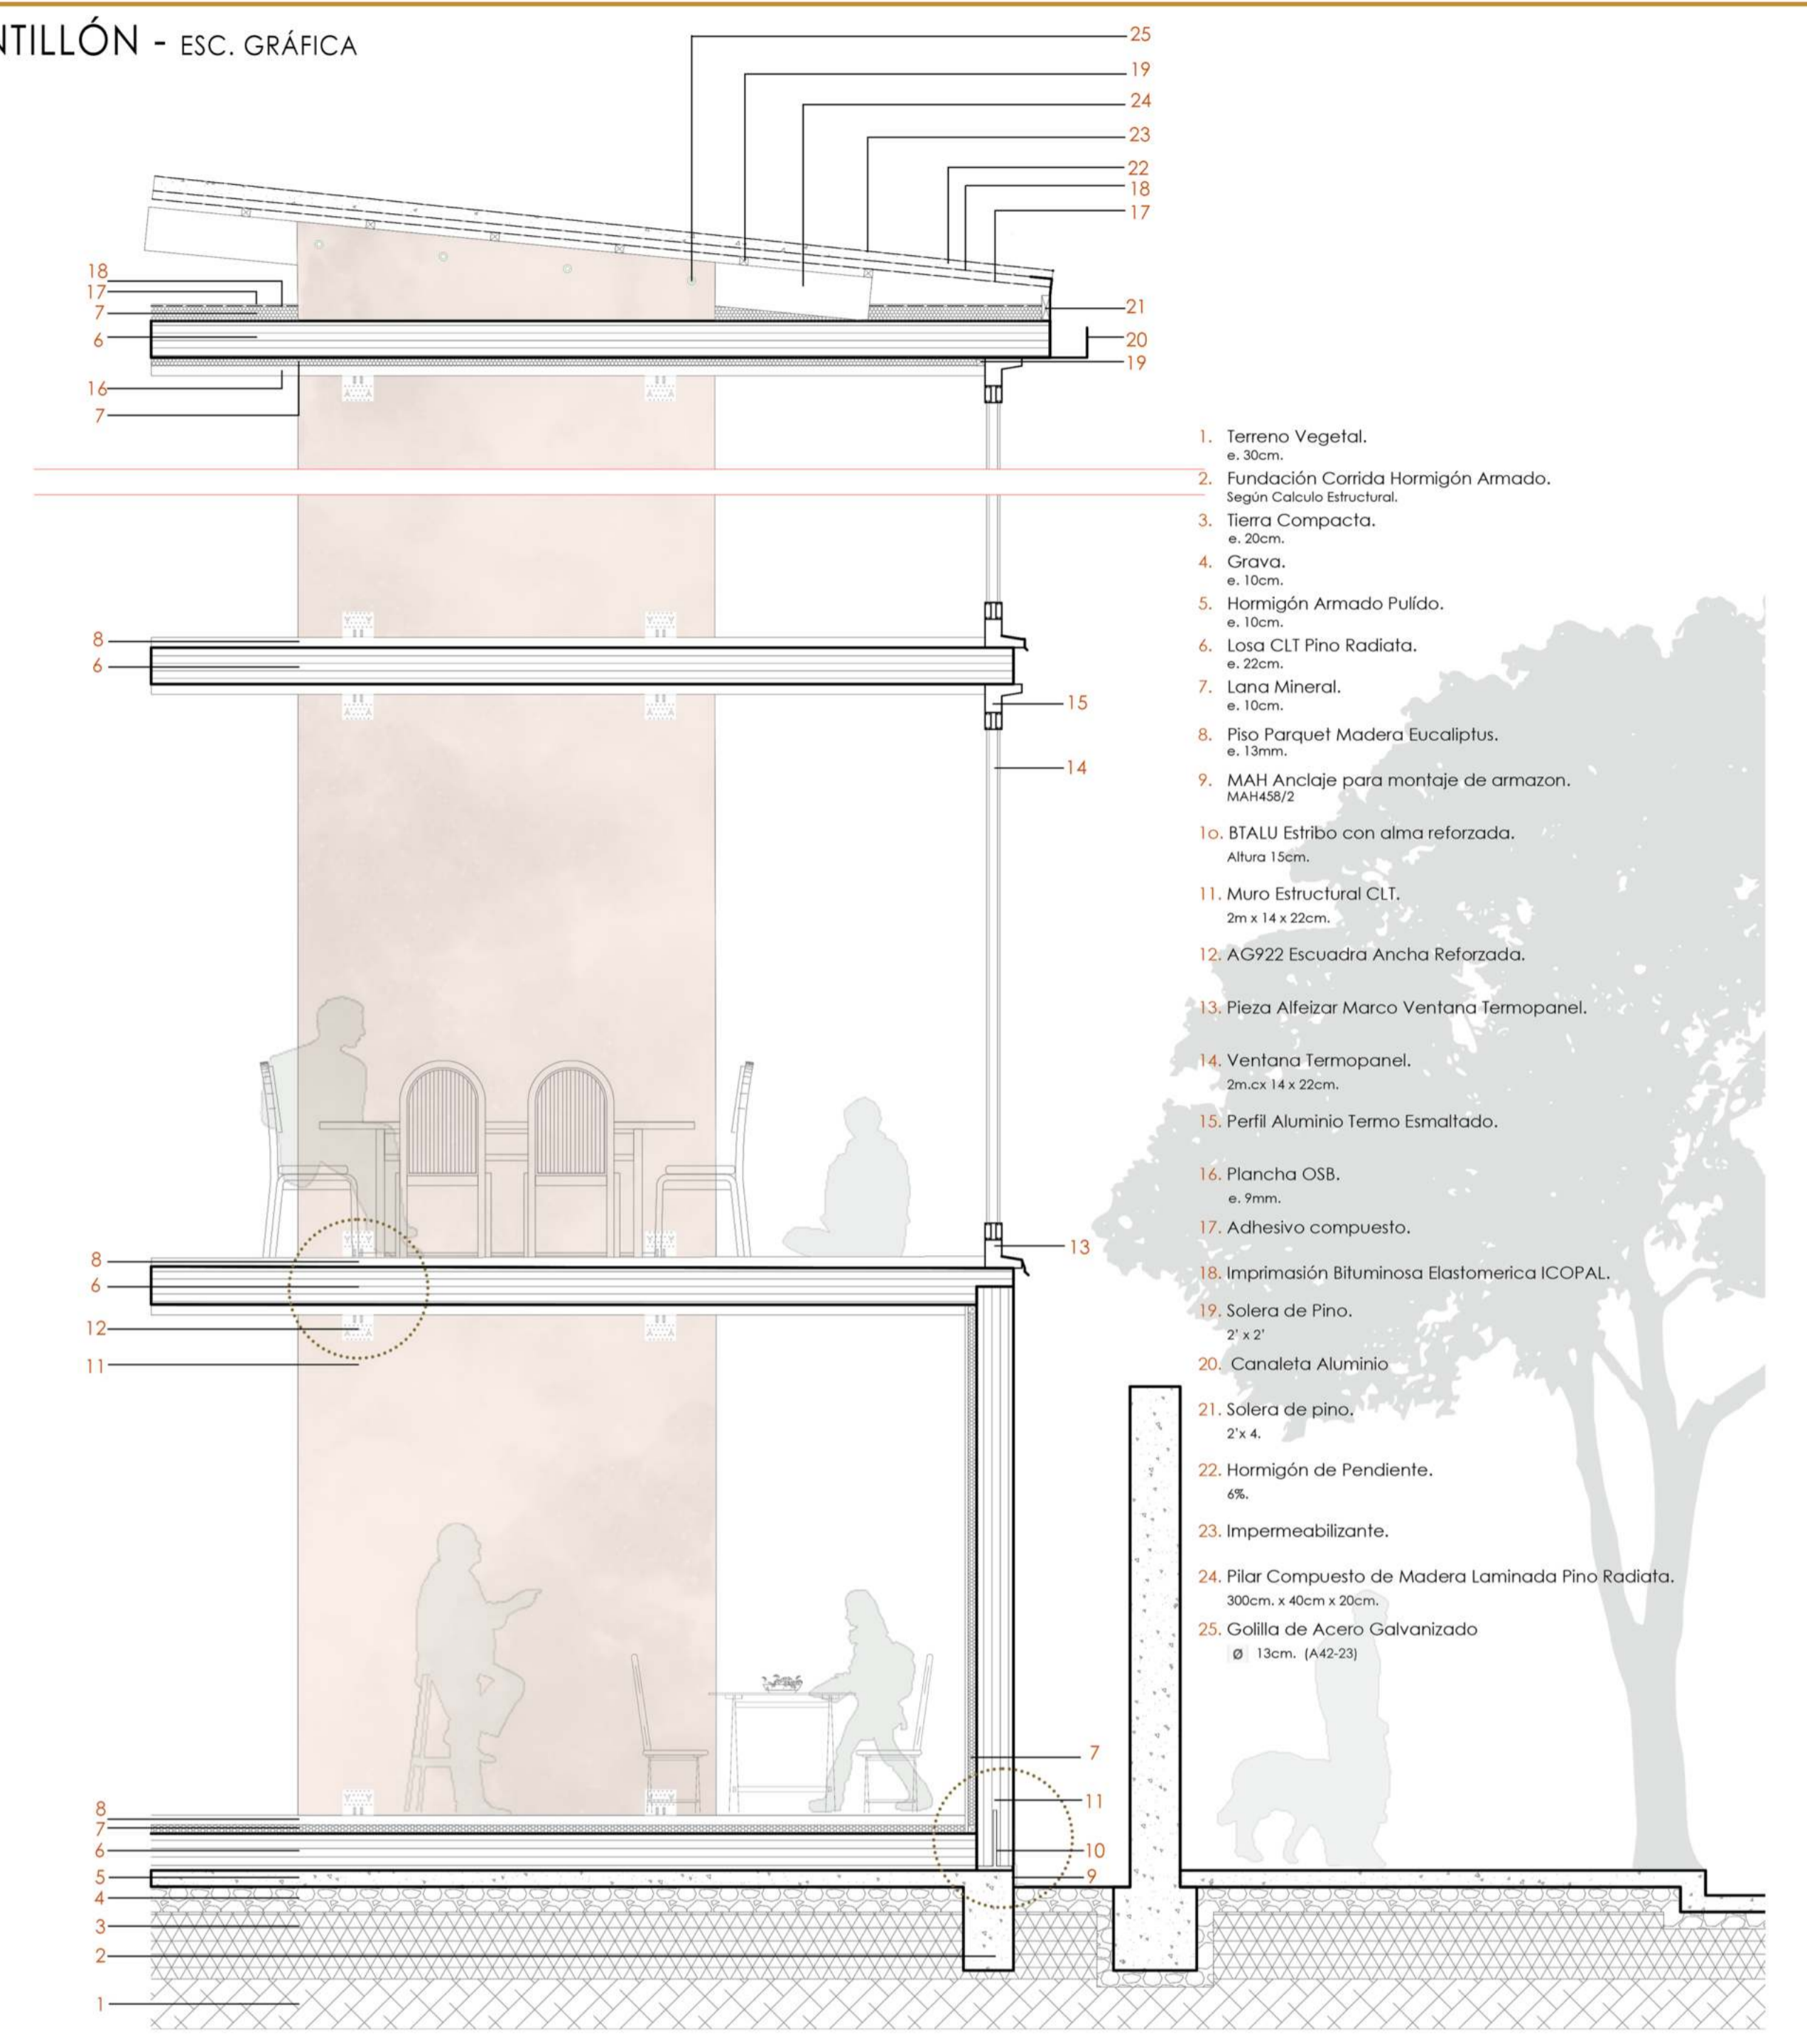 NTILLÓN - ESC. GRÁFICA
25
19
24
23
22
18
17
18
17
7
6
16
7
21
20
19
8
6
15
14
8
6
12
11
13
8
7
6
5
4
3
2
1
7
11
10
9
1. Terreno Vegetal.
e. 30cm.
2. Fundación Corrida Hormigón Armado.
Según Calculo Estructural.
3. Tierra Compacta.
e. 20cm.
4. Grava.
e. 10cm.
5. Hormigón Armado Pulído.
e. 10cm.
6. Losa CLT Pino Radiata.
e. 22cm.
7. Lana Mineral.
e. 10cm.
8. Piso Parquet Madera Eucaliptus.
e. 13mm.
9. MAH Anclaje para montaje de armazon.
MAH458/2
1o. BTALU Estribo con alma reforzada.
Altura 15cm.
11. Muro Estructural CLT.
2m x 14 x 22cm.
12. AG922 Escuadra Ancha Reforzada.
13. Pieza Alfeizar Marco Ventana Termopanel.
14. Ventana Termopanel.
2m.cx 14 x 22cm.
15. Perfil Aluminio Termo Esmaltado.
16. Plancha OSB.
e. 9mm.
17. Adhesivo compuesto.
18. Imprimasión Bituminosa Elastomerica ICOPAL.
19. Solera de Pino.
2' x 2'
20. Canaleta Aluminio
21. Solera de pino.
2'x 4.
22. Hormigón de Pendiente.
6%.
23. Impermeabilizante.
24. Pilar Compuesto de Madera Laminada Pino Radiata.
300cm. x 40cm x 20cm.
25. Golilla de Acero Galvanizado
Ø 13cm. (A42-23)